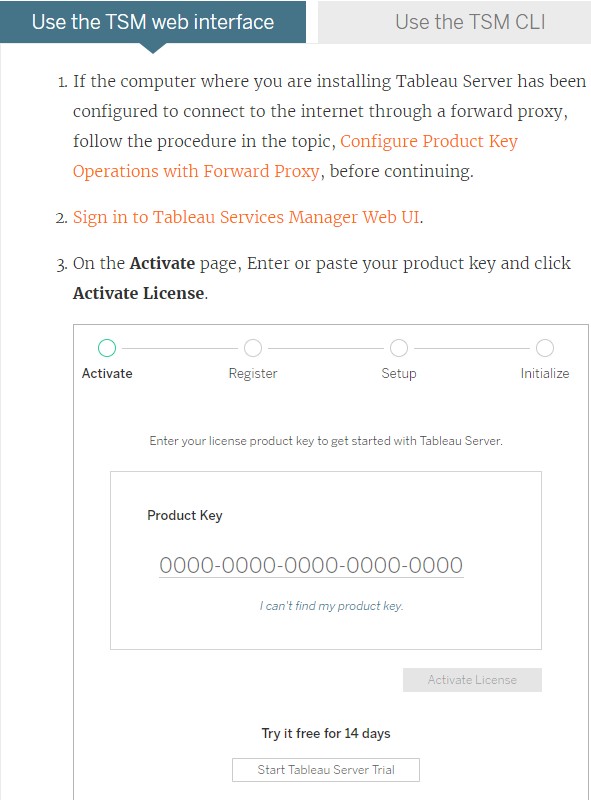 Use the TSM web interface
Use the TSM CLI
1. If the computer where you are installing Tableau Server has been
configured to connect to the internet through a forward proxy,
follow the procedure in the topic, Configure Product Key
Operations with Forward Proxy, before continuing.
2. Sign in to Tableau Services Manager Web UI.
3. On the Activate page, Enter or paste your product key and click
Activate License.
Activate
Register
Setup
Initialize
Enter your license product key to get started with Tableau Server.
Product Key
0000-0000-0000-0000-0000
I can't find my product key.
Activate License
Try it free for 14 days
Start Tableau Server Trial